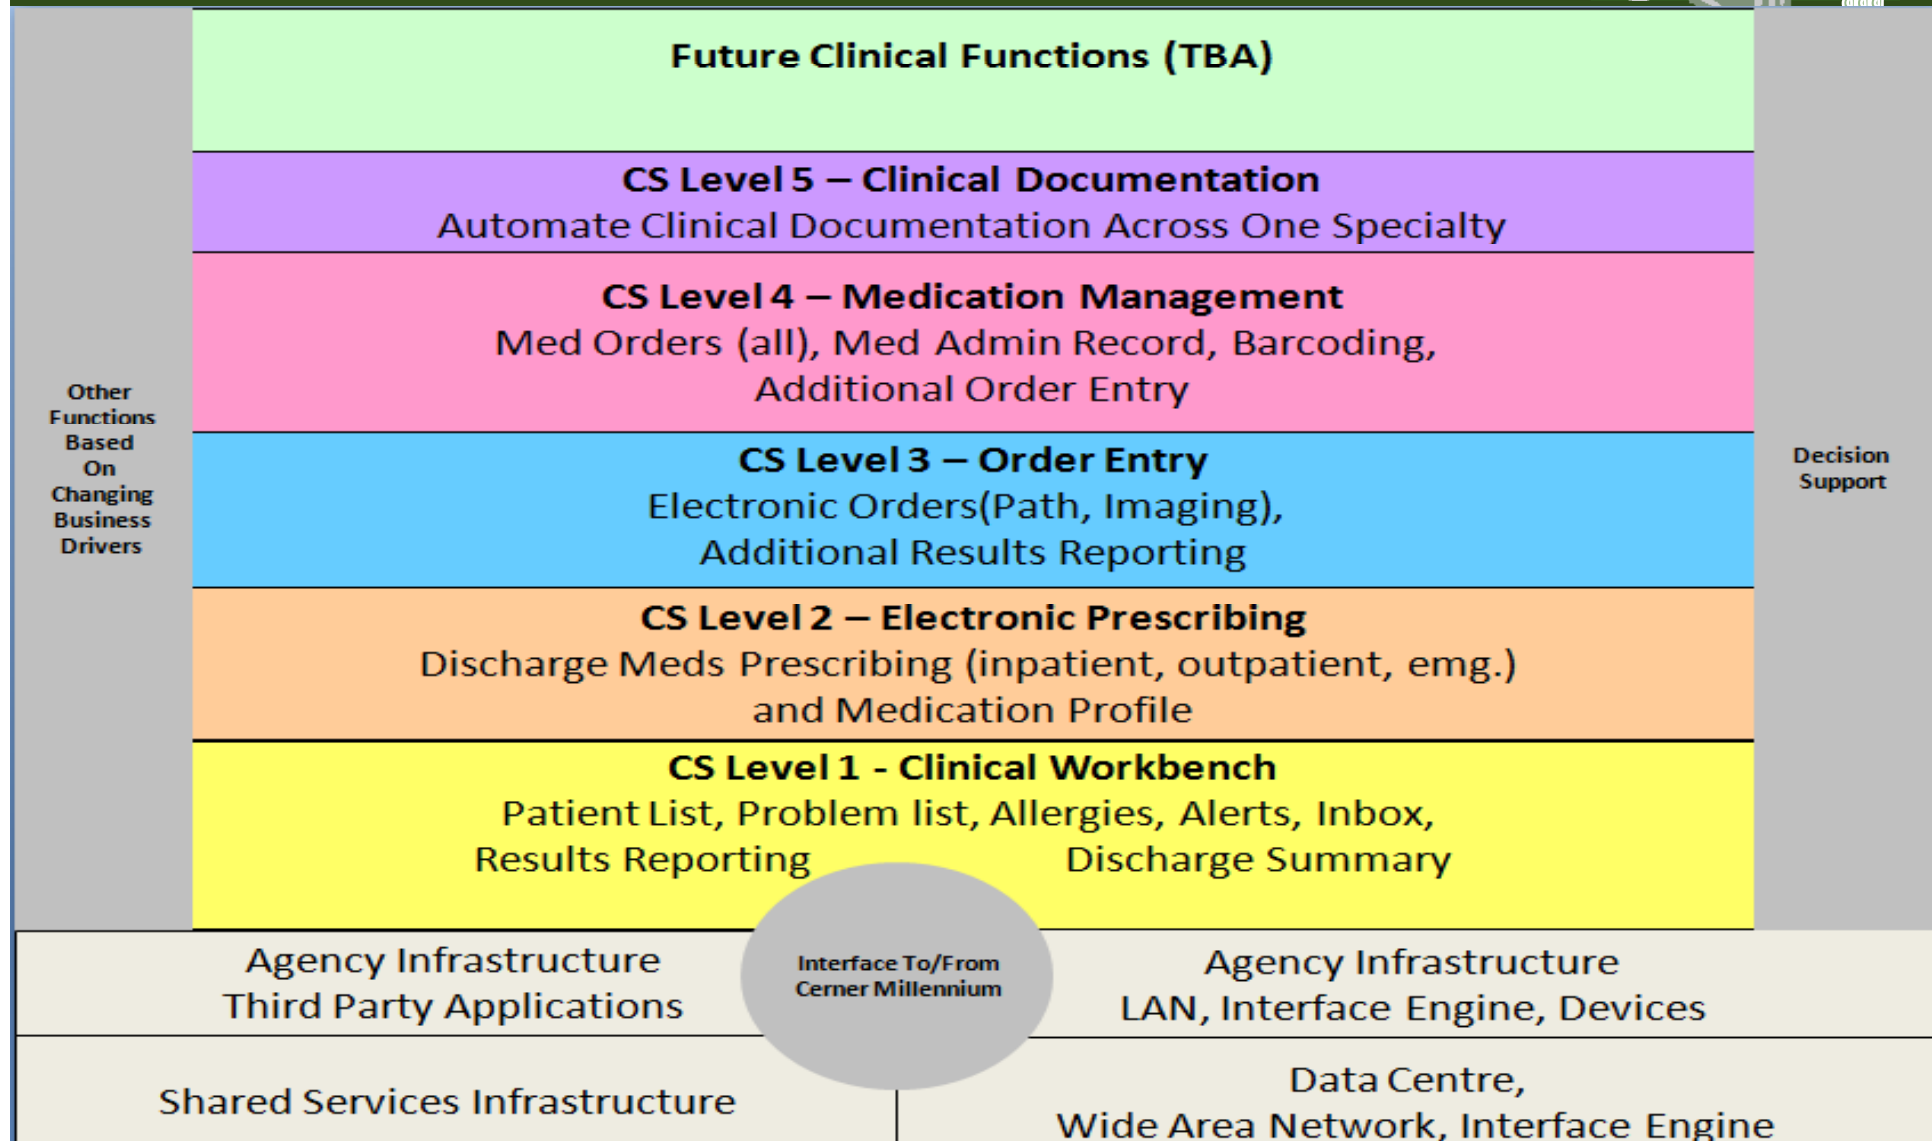 Future Clinical Functions (TBA)
CS Level 5 – Clinical Documentation
Automate Clinical Documentation Across One Specialty
CS Level 4 – Medication Management
Med Orders (all), Med Admin Record, Barcoding,
Additional Order Entry
Other
Functions
Based
On
Changing
Business
Drivers
CS Level 3 – Order Entry
Electronic Orders(Path, Imaging),
Additional Results Reporting
Decision
Support
CS Level 2 – Electronic Prescribing
Discharge Meds Prescribing (inpatient, outpatient, emg.)
and Medication Profile
CS Level 1 - Clinical Workbench
Patient List, Problem list, Allergies, Alerts, Inbox,
Results Reporting Discharge Summary
Agency Infrastructure
Third Party Applications
Interface To/From
Cerner Millennium
Agency Infrastructure
LAN, Interface Engine, Devices
Shared Services Infrastructure
Data Centre,
Wide Area Network, Interface Engine